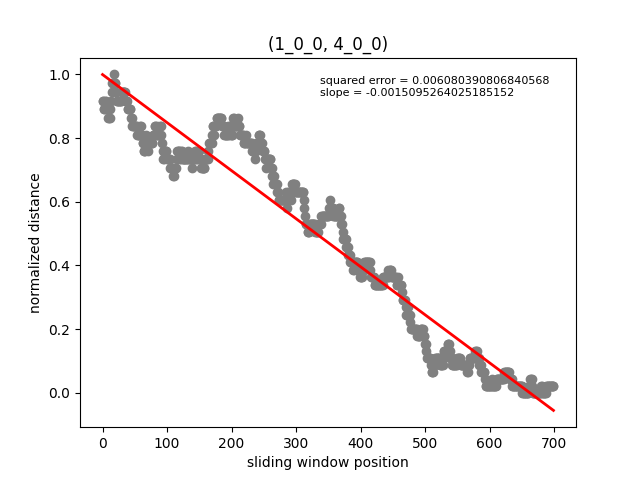 (1_0_0, 4_0_0)
squared error = 0.006080390806840568
slope = -0.0015095264025185152
1.0
0.8
0.6
0.4
0.2
0.0
normalized distance
0 100 200 300 400 500 600 700
sliding window position